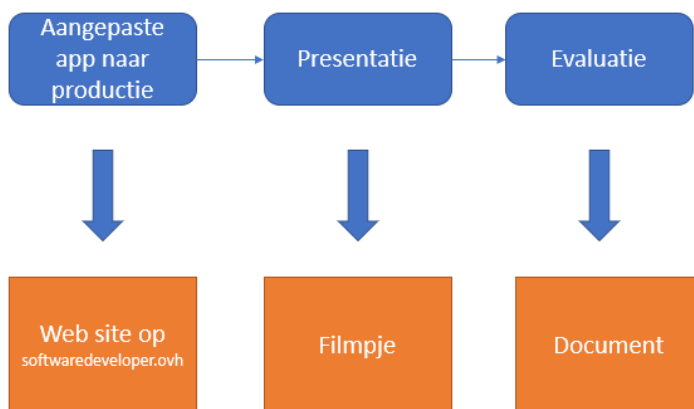 Aangepaste
app naar
productie
Presentatie
Evaluatie
Web site op
softwaredeveloper.ovh
Filmpje
Document